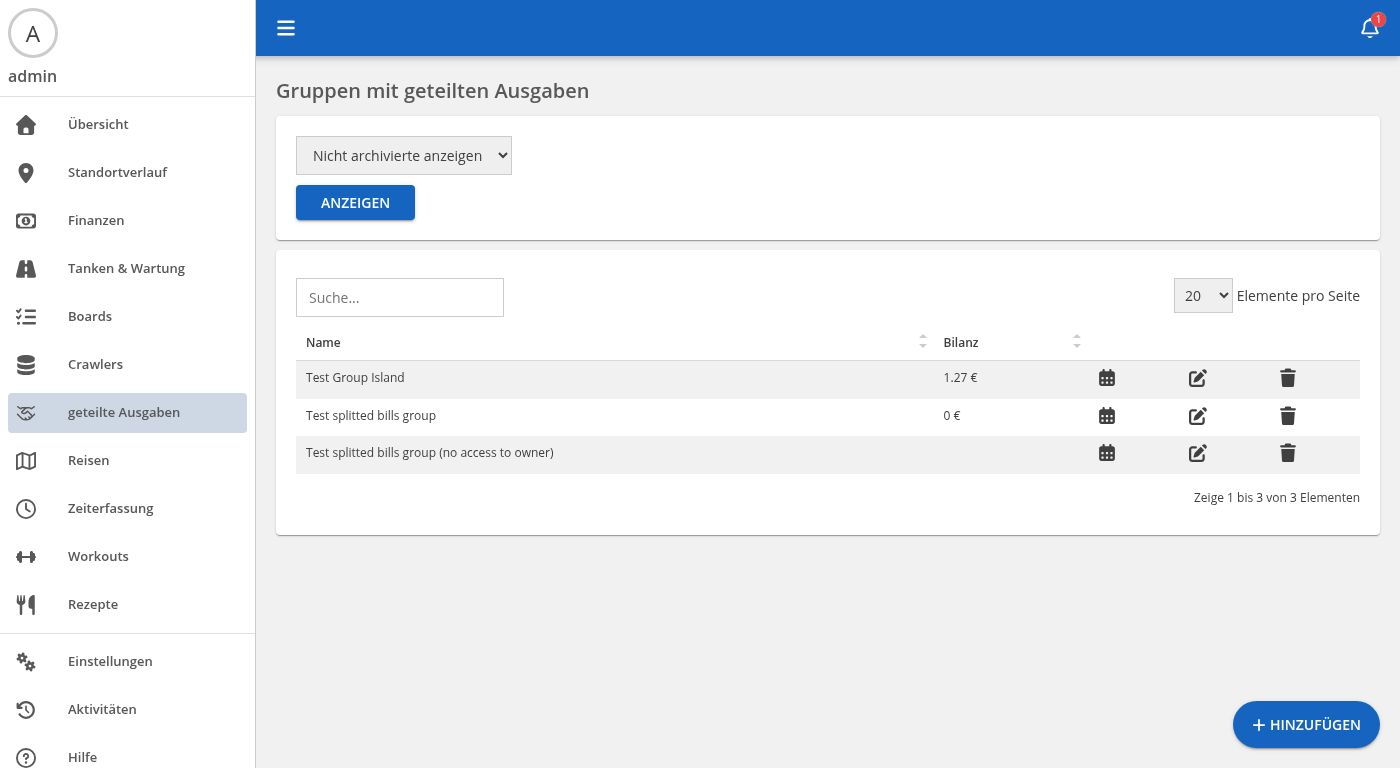 A
admin
Übersicht
Standortverlauf
Finanzen
Tanken & Wartung
Boards
Crawlers
geteilte Ausgaben
Reisen
Zeiterfassung
Workouts
Rezepte
Einstellungen
Aktivitäten
Hilfe
1
Gruppen mit geteilten Ausgaben
Nicht archivierte anzeigen
ANZEIGEN
Suche...
20 Elemente pro Seite
Name Bilanz
Test Group Island 1.27 €
Test splitted bills group 0 €
Test splitted bills group (no access to owner)
Zeige 1 bis 3 von 3 Elementen
HINZUFÜGEN